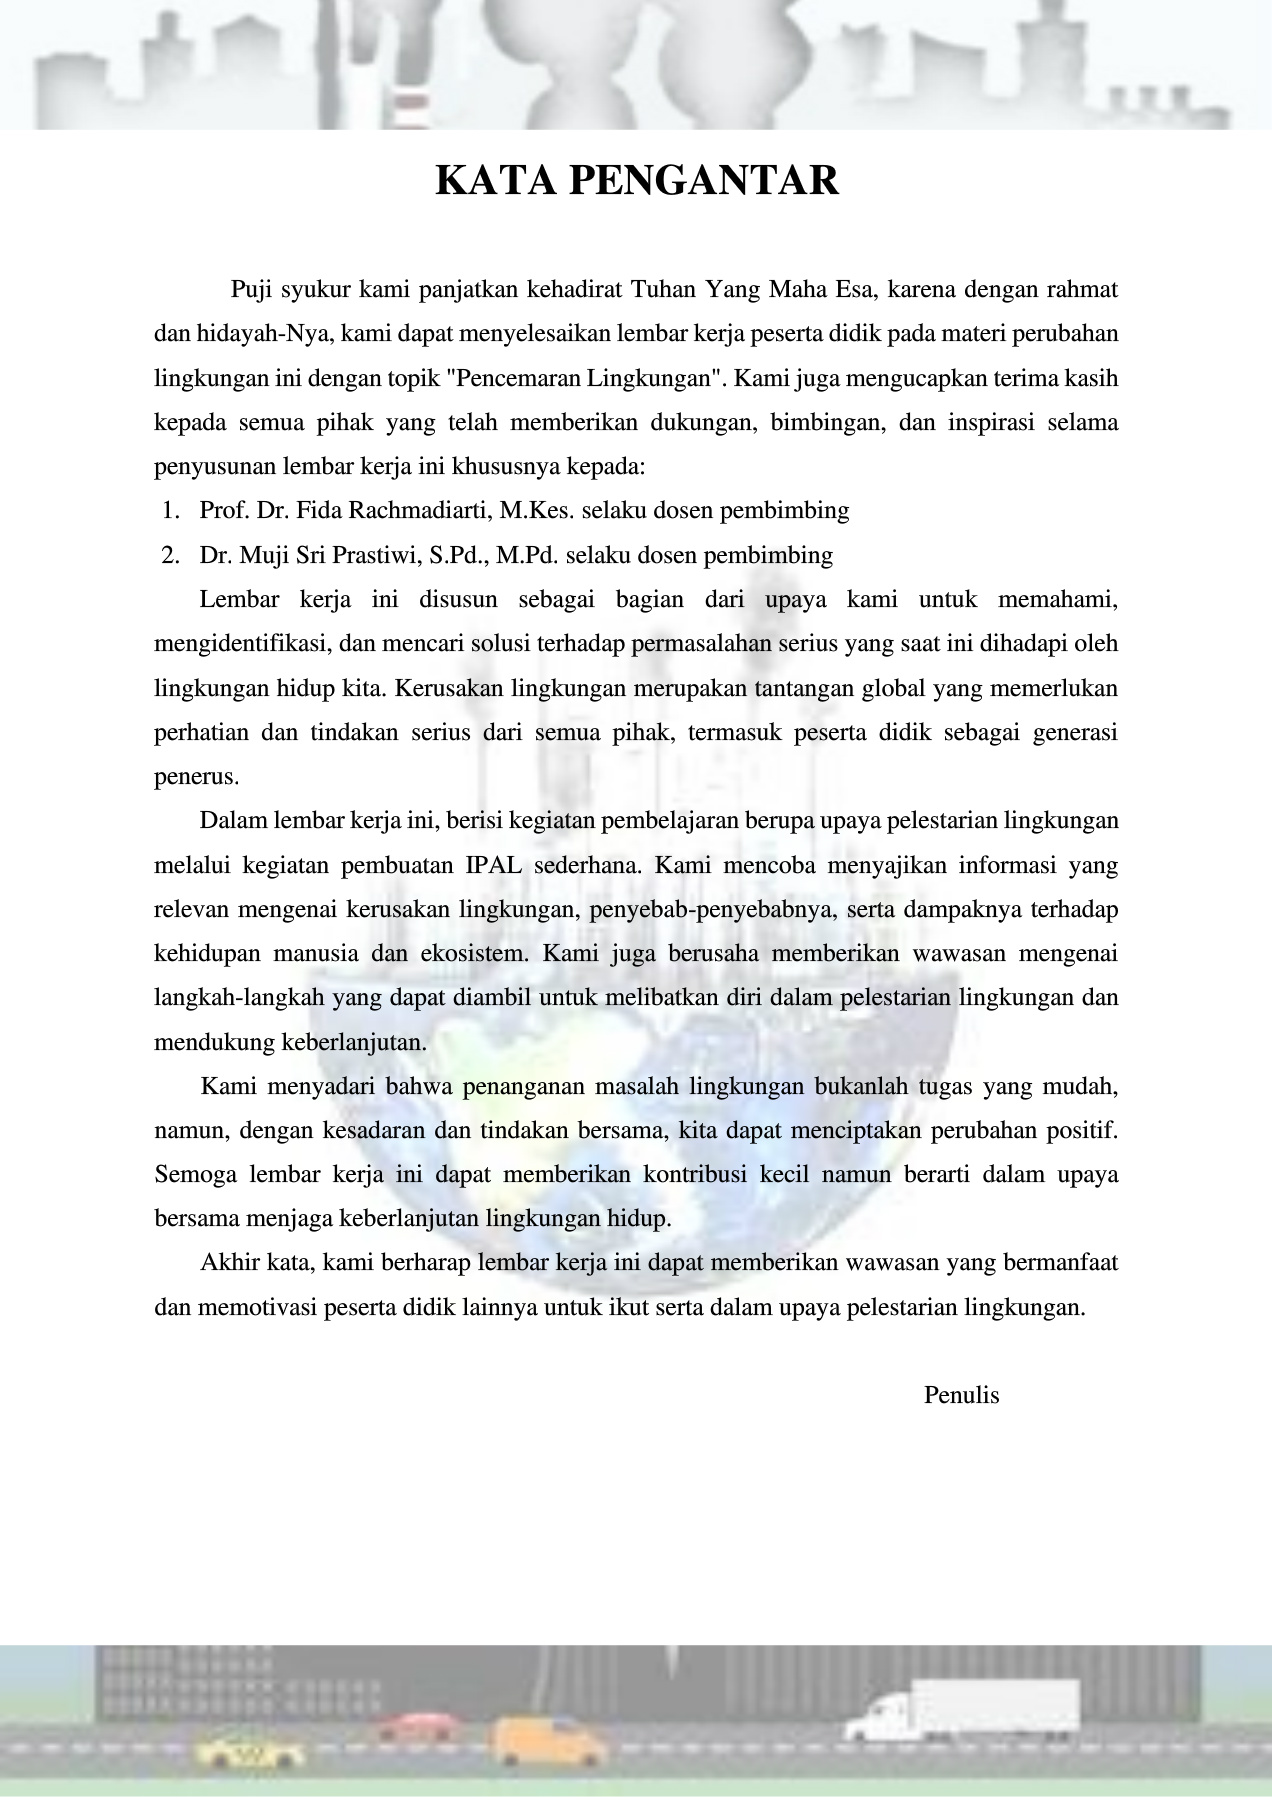 KATA PENGANTAR
Puji syukur kami panjatkan kehadirat Tuhan Yang Maha Esa, karena dengan rahmat
dan hidayah-Nya, kami dapat menyelesaikan lembar kerja peserta didik pada materi perubahan
lingkungan ini dengan topik "Pencemaran Lingkungan". Kami juga mengucapkan terima kasih
kepada semua pihak yang telah memberikan dukungan, bimbingan, dan inspirasi selama
penyusunan lembar kerja ini khususnya kepada:
1. Prof. Dr. Fida Rachmadiarti, M.Kes. selaku dosen pembimbing
2. Dr. Muji Sri Prastiwi, S.Pd., M.Pd. selaku dosen pembimbing
Lembar kerja ini disusun sebagai bagian dari upaya kami untuk memahami,
mengidentifikasi, dan mencari solusi terhadap permasalahan serius yang saat ini dihadapi oleh
lingkungan hidup kita. Kerusakan lingkungan merupakan tantangan global yang memerlukan
perhatian dan tindakan serius dari semua pihak, termasuk peserta didik sebagai generasi
penerus.
Dalam lembar kerja ini, berisi kegiatan pembelajaran berupa upaya pelestarian lingkungan
melalui kegiatan pembuatan IPAL sederhana. Kami mencoba menyajikan informasi yang
relevan mengenai kerusakan lingkungan, penyebab-penyebabnya, serta dampaknya terhadap
kehidupan manusia dan ekosistem. Kami juga berusaha memberikan wawasan mengenai
langkah-langkah yang dapat diambil untuk melibatkan diri dalam pelestarian lingkungan dan
mendukung keberlanjutan.
Kami menyadari bahwa penanganan masalah lingkungan bukanlah tugas yang mudah,
namun, dengan kesadaran dan tindakan bersama, kita dapat menciptakan perubahan positif.
Semoga lembar kerja ini dapat memberikan kontribusi kecil namun berarti dalam upaya
bersama menjaga keberlanjutan lingkungan hidup.
Akhir kata, kami berharap lembar kerja ini dapat memberikan wawasan yang bermanfaat
dan memotivasi peserta didik lainnya untuk ikut serta dalam upaya pelestarian lingkungan.
Penulis